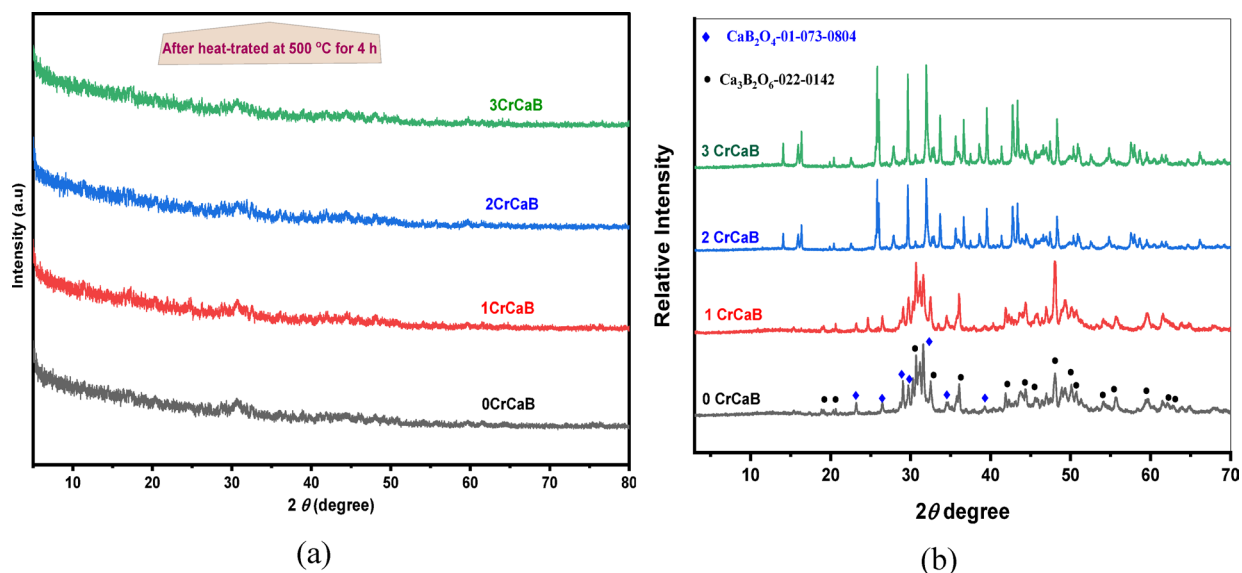 After heat-trated at 500 °C for 4 h
3CrCaB
2CrCaB
1CrCaB
0CrCaB
Intensity (a.u)
10 20 30 40 50 60 70 80
2 θ (degree)
(a)
CaB₂O₄-01-073-0804
Ca₃B₂O₆-022-0142
3 CrCaB
2 CrCaB
1 CrCaB
0 CrCaB
Relative Intensity
10 20 30 40 50 60 70
2θ degree
(b)